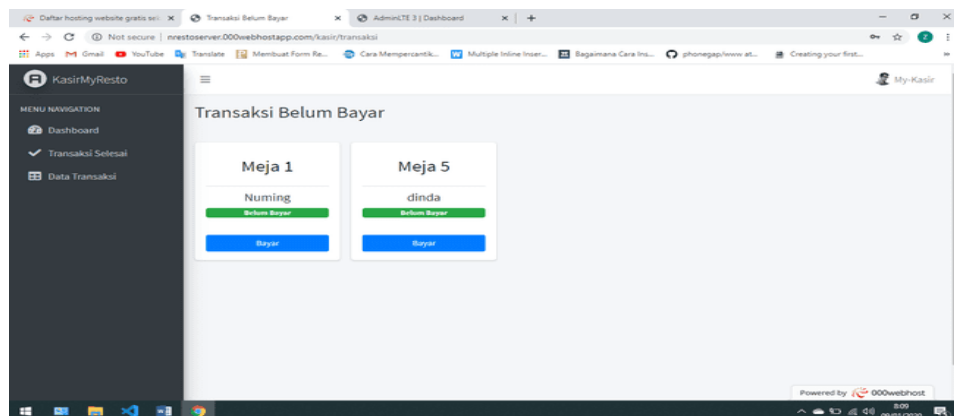 Daftar hosting website gratis seli
Transaksi Belum Bayar
AdminLTE 3 | Dashboard
Not secure | nrestoserver.000webhostapp.com/kasir/transaksi
Apps Gmail YouTube Translate Membuat Form Re... Cara Mempercantik... Multiple Inline Inser... Bagaimana Cara Ins... phonegap/www at... Creating your first...
KasirMyResto
My-Kasir
MENU NAVIGATION
Dashboard
Transaksi Selesai
Data Transaksi
Transaksi Belum Bayar
Meja 1
Numing
Belum Bayar
Bayar
Meja 5
dinda
Belum Bayar
Bayar
Powered by 000webhost
8:09